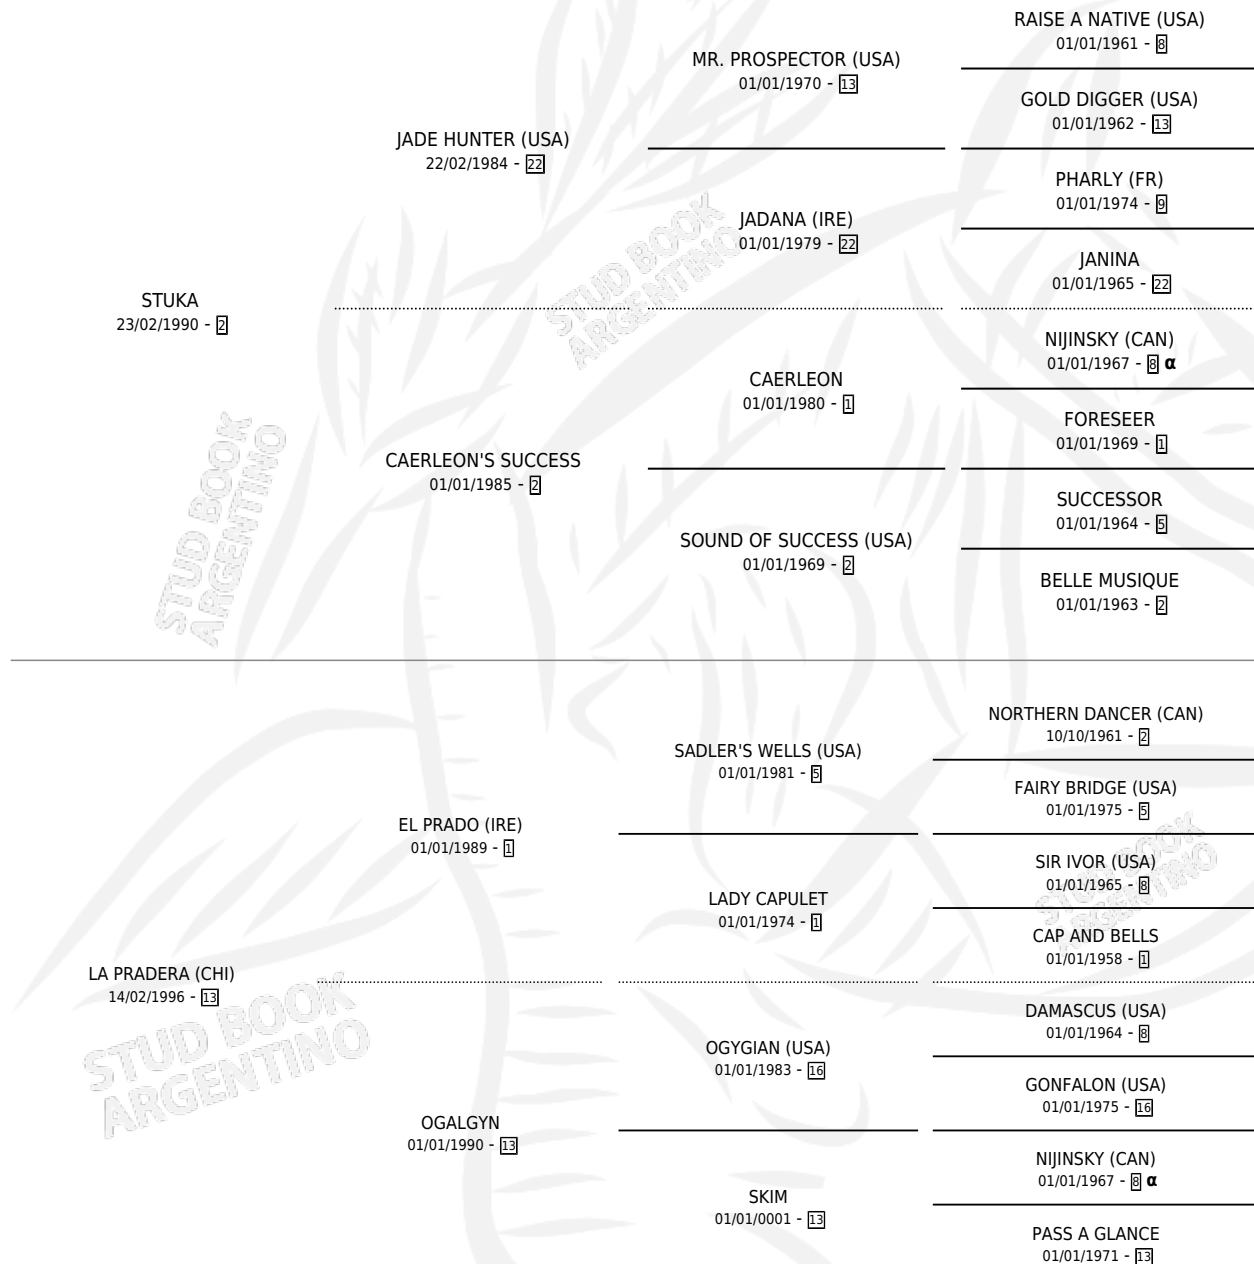 RAISE A NATIVE (USA)
01/01/1961 - 8
MR. PROSPECTOR (USA)
01/01/1970 - 13
GOLD DIGGER (USA)
01/01/1962 - 13
JADE HUNTER (USA)
22/02/1984 - 22
PHARLY (FR)
01/01/1974 - 9
JADANA (IRE)
01/01/1979 - 22
JANINA
01/01/1965 - 22
STUD BOOK
ARGENTINO
STUKA
23/02/1990 - 2
NIJINSKY (CAN)
01/01/1967 - 8 α
CAERLEON
01/01/1980 - 1
FORESEER
01/01/1969 - 1
CAERLEON'S SUCCESS
01/01/1985 - 2
SUCCESSOR
01/01/1964 - 5
SOUND OF SUCCESS (USA)
01/01/1969 - 2
BELLE MUSIQUE
01/01/1963 - 2
STUD BOOK
ARGENTINO
NORTHERN DANCER (CAN)
10/10/1961 - 2
SADLER'S WELLS (USA)
01/01/1981 - 5
FAIRY BRIDGE (USA)
01/01/1975 - 5
EL PRADO (IRE)
01/01/1989 - 1
SIR IVOR (USA)
01/01/1965 - 8
LADY CAPULET
01/01/1974 - 1
CAP AND BELLS
01/01/1958 - 1
STUD BOOK
ARGENTINO
LA PRADERA (CHI)
14/02/1996 - 13
STUD BOOK
ARGENTINO
DAMASCUS (USA)
01/01/1964 - 8
OGYGIAN (USA)
01/01/1983 - 16
GONFALON (USA)
01/01/1975 - 16
OGALGYN
01/01/1990 - 13
NIJINSKY (CAN)
01/01/1967 - 8 α
SKIM
01/01/0001 - 13
PASS A GLANCE
01/01/1971 - 13